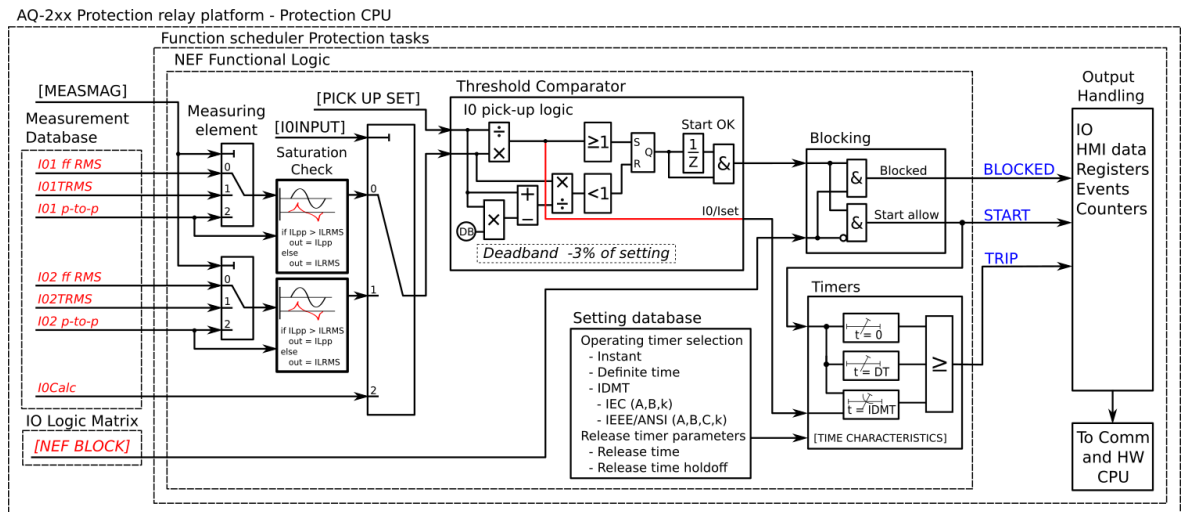 AQ-2xx Protection relay platform - Protection CPU
Function scheduler Protection tasks
NEF Functional Logic
[MEASMAG]
Measurement
Database
I01 ff RMS
I01TRMS
I01 p-to-p
I02 ff RMS
I02TRMS
I02 p-to-p
I0Calc
IO Logic Matrix
[NEF BLOCK]
Measuring
element
0
1
2
0
1
2
[I0INPUT]
Saturation
Check
if ILpp > ILRMS
out = ILpp
else
out = ILRMS
if ILpp > ILRMS
out = ILpp
else
out = ILRMS
0
1
2
[PICK UP SET]
Threshold Comparator
I0 pick-up logic
÷
×
≥1
S
Q
R
Start OK
1
Z
&
×
÷
<1
+
−
×
DB
I0/Iset
Deadband -3% of setting
Blocking
&
Blocked
&
Start allow
BLOCKED
START
TRIP
Timers
t = 0
t = DT
t = IDMT
≥
[TIME CHARACTERISTICS]
Setting database
Operating timer selection
- Instant
- Definite time
- IDMT
- IEC (A,B,k)
- IEEE/ANSI (A,B,C,k)
Release timer parameters
- Release time
- Release time holdoff
Output
Handling
IO
HMI data
Registers
Events
Counters
To Comm
and HW
CPU